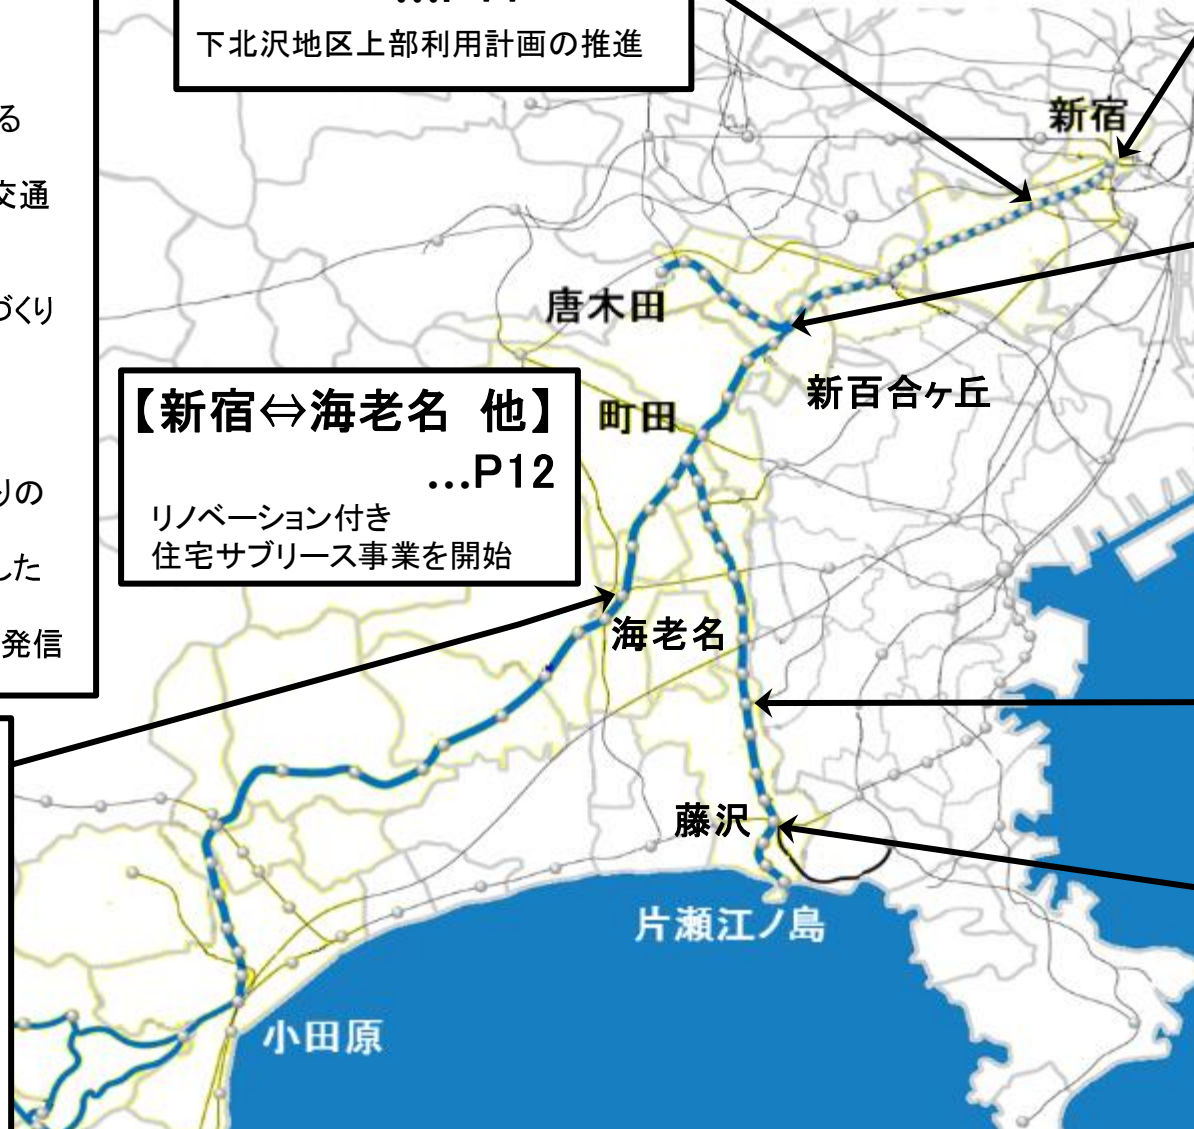 下北沢地区上部利用計画の推進
る
交通
づくり
りの
した
発信
新宿
唐木田
新百合ヶ丘
町田
【新宿⇔海老名 他】
…P12
リノベーション付き
住宅サブリース事業を開始
海老名
藤沢
片瀬江ノ島
小田原